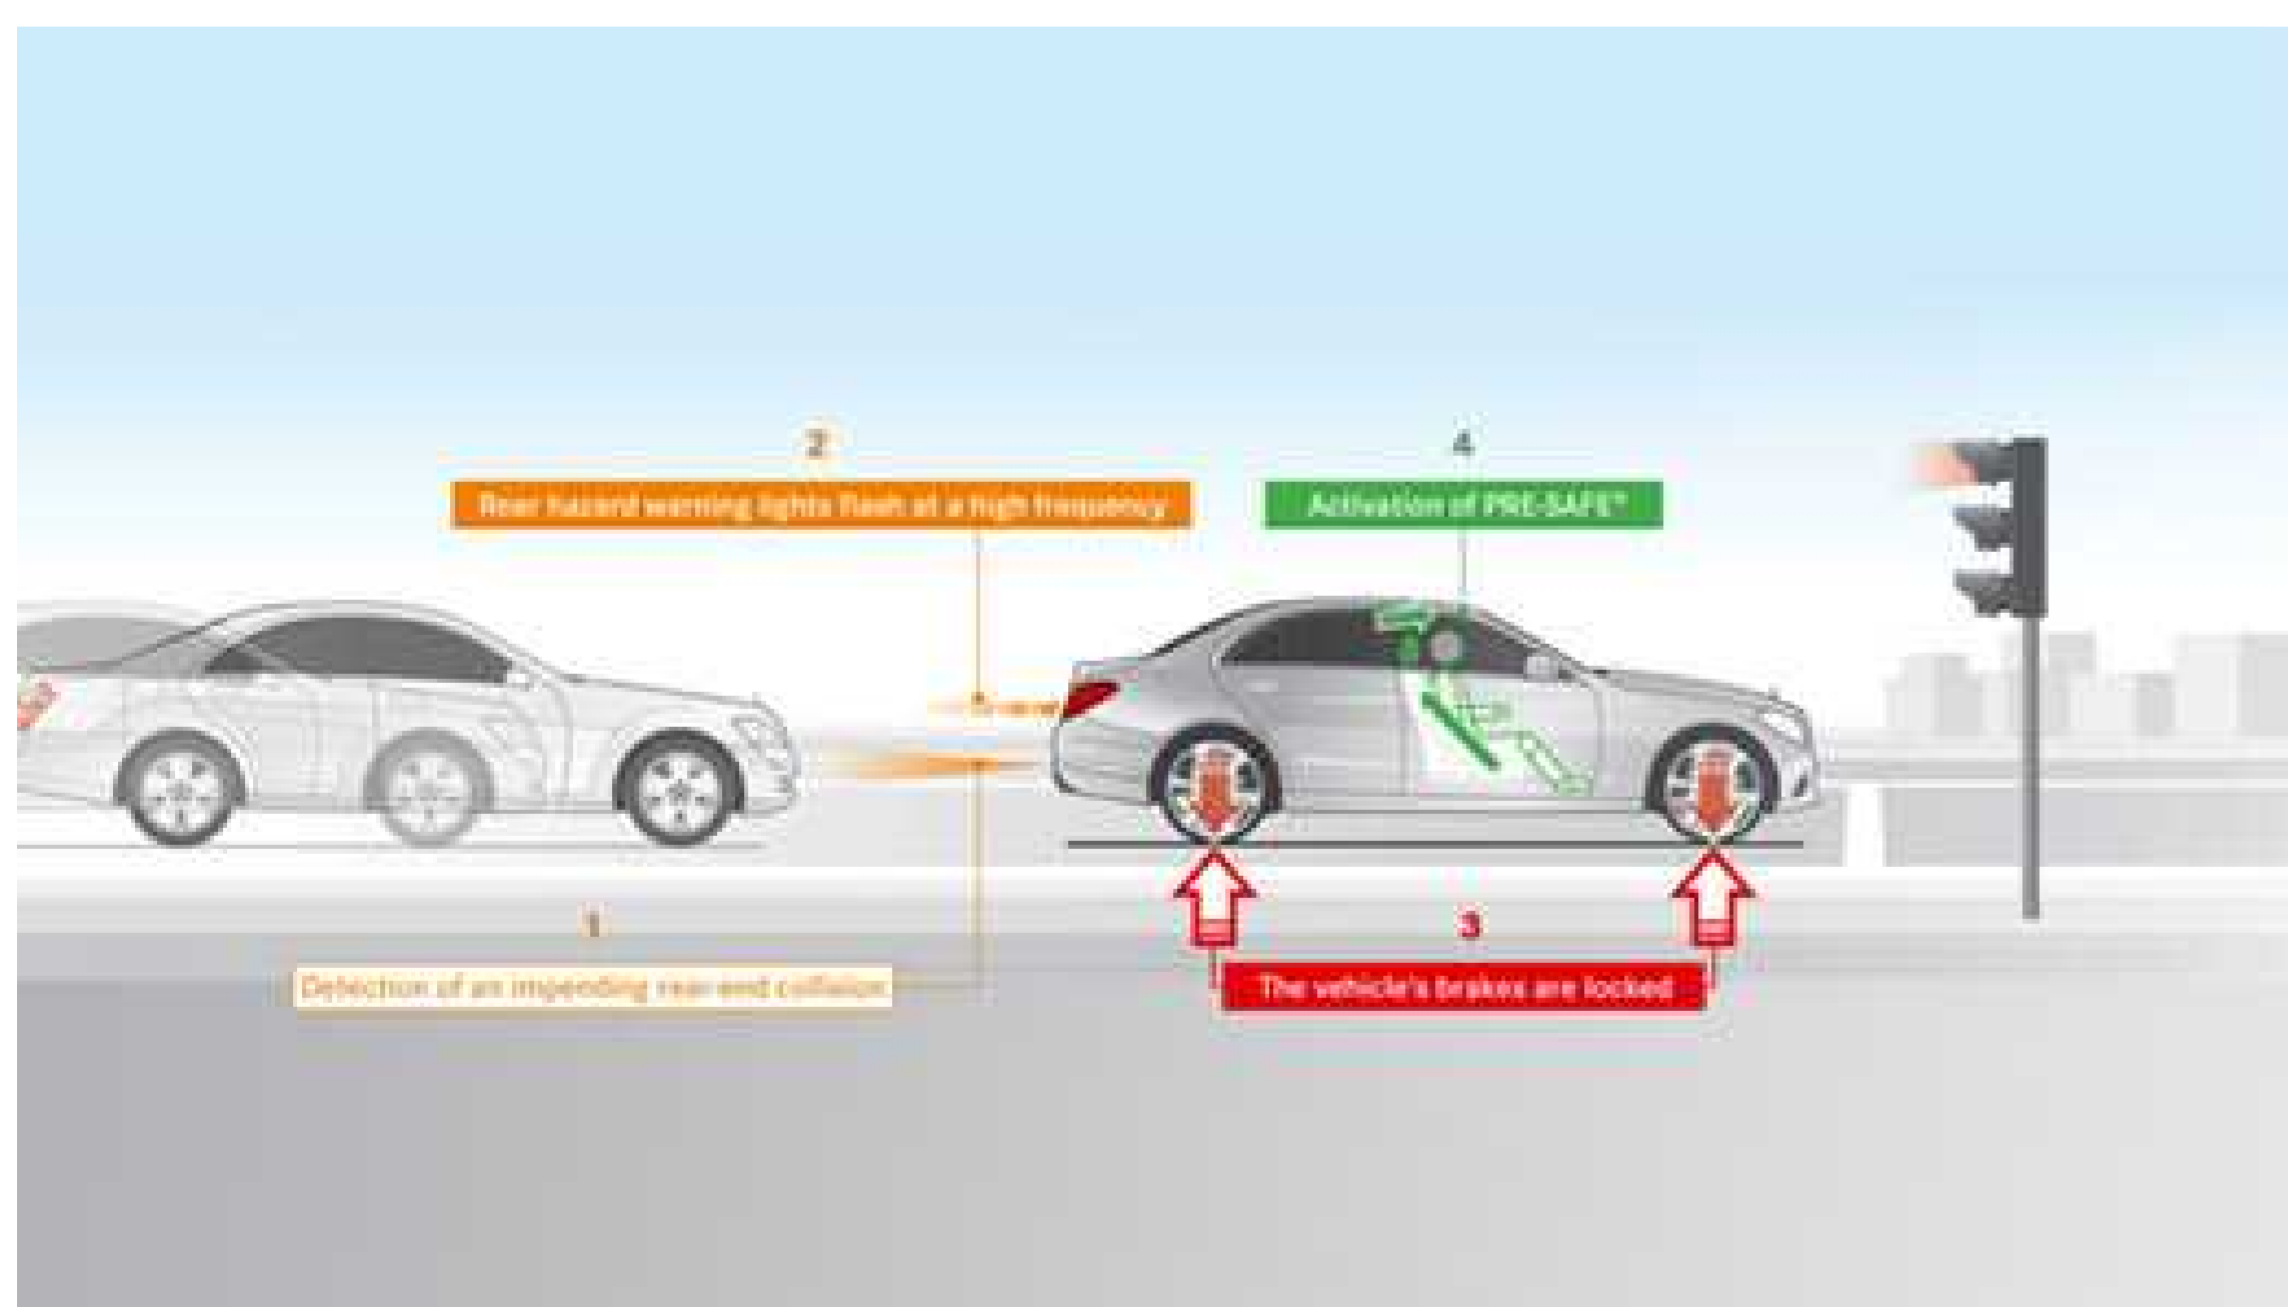 2
Rear hazard warning lights flash at a high frequency
4
Activation of PRE-SAFE®
1
Detection of an impending rear-end collision
3
The vehicle's brakes are locked